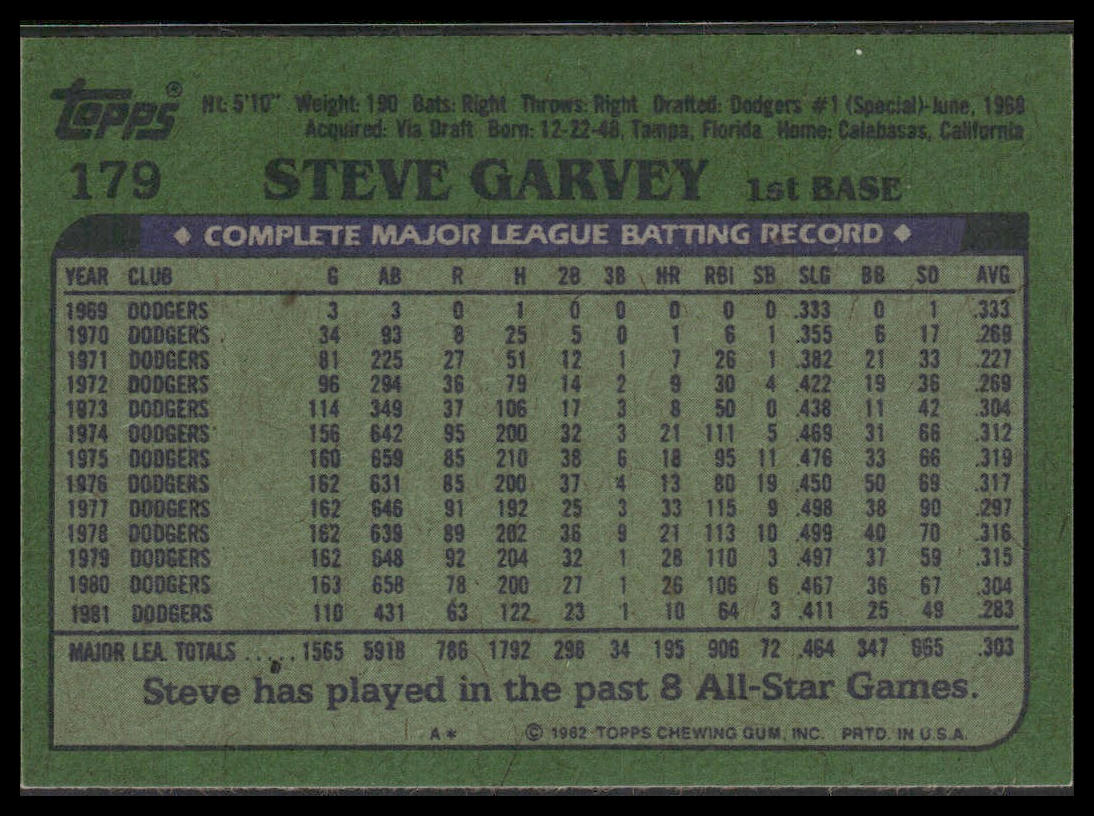 Topps®
Ht: 5'10" Weight: 190 Bats: Right Throws: Right Drafted: Dodgers #1 (Special)-June, 1968
Acquired: Via Draft Born: 12-22-48, Tampa, Florida Home: Calabasas, California
179 STEVE GARVEY 1st BASE
◆ COMPLETE MAJOR LEAGUE BATTING RECORD ◆
YEAR CLUB G AB R H 2B 3B HR RBI SB SLG BB SO AVG
1969 DODGERS 3 3 0 1 0 0 0 0 0 .333 0 1 .333
1970 DODGERS 34 93 8 25 5 0 1 6 1 .355 6 17 .269
1971 DODGERS 81 225 27 51 12 1 7 26 1 .382 21 33 .227
1972 DODGERS 96 294 36 79 14 2 9 30 4 .422 19 36 .269
1973 DODGERS 114 349 37 106 17 3 8 50 0 .438 11 42 .304
1974 DODGERS 156 642 95 200 32 3 21 111 5 .469 31 66 .312
1975 DODGERS 160 659 85 210 38 6 18 95 11 .476 33 66 .319
1976 DODGERS 162 631 85 200 37 4 13 80 19 .450 50 69 .317
1977 DODGERS 162 646 91 192 25 3 33 115 9 .498 38 90 .297
1978 DODGERS 162 639 89 202 36 9 21 113 10 .499 40 70 .316
1979 DODGERS 162 648 92 204 32 1 28 110 3 .497 37 59 .315
1980 DODGERS 163 658 78 200 27 1 26 106 6 .467 36 67 .304
1981 DODGERS 110 431 63 122 23 1 10 64 3 .411 25 49 .283
MAJOR LEA. TOTALS ..... 1565 5918 786 1792 298 34 195 906 72 .464 347 665 .303
Steve has played in the past 8 All-Star Games.
A* © 1982 TOPPS CHEWING GUM, INC. PRTD. IN U.S.A.